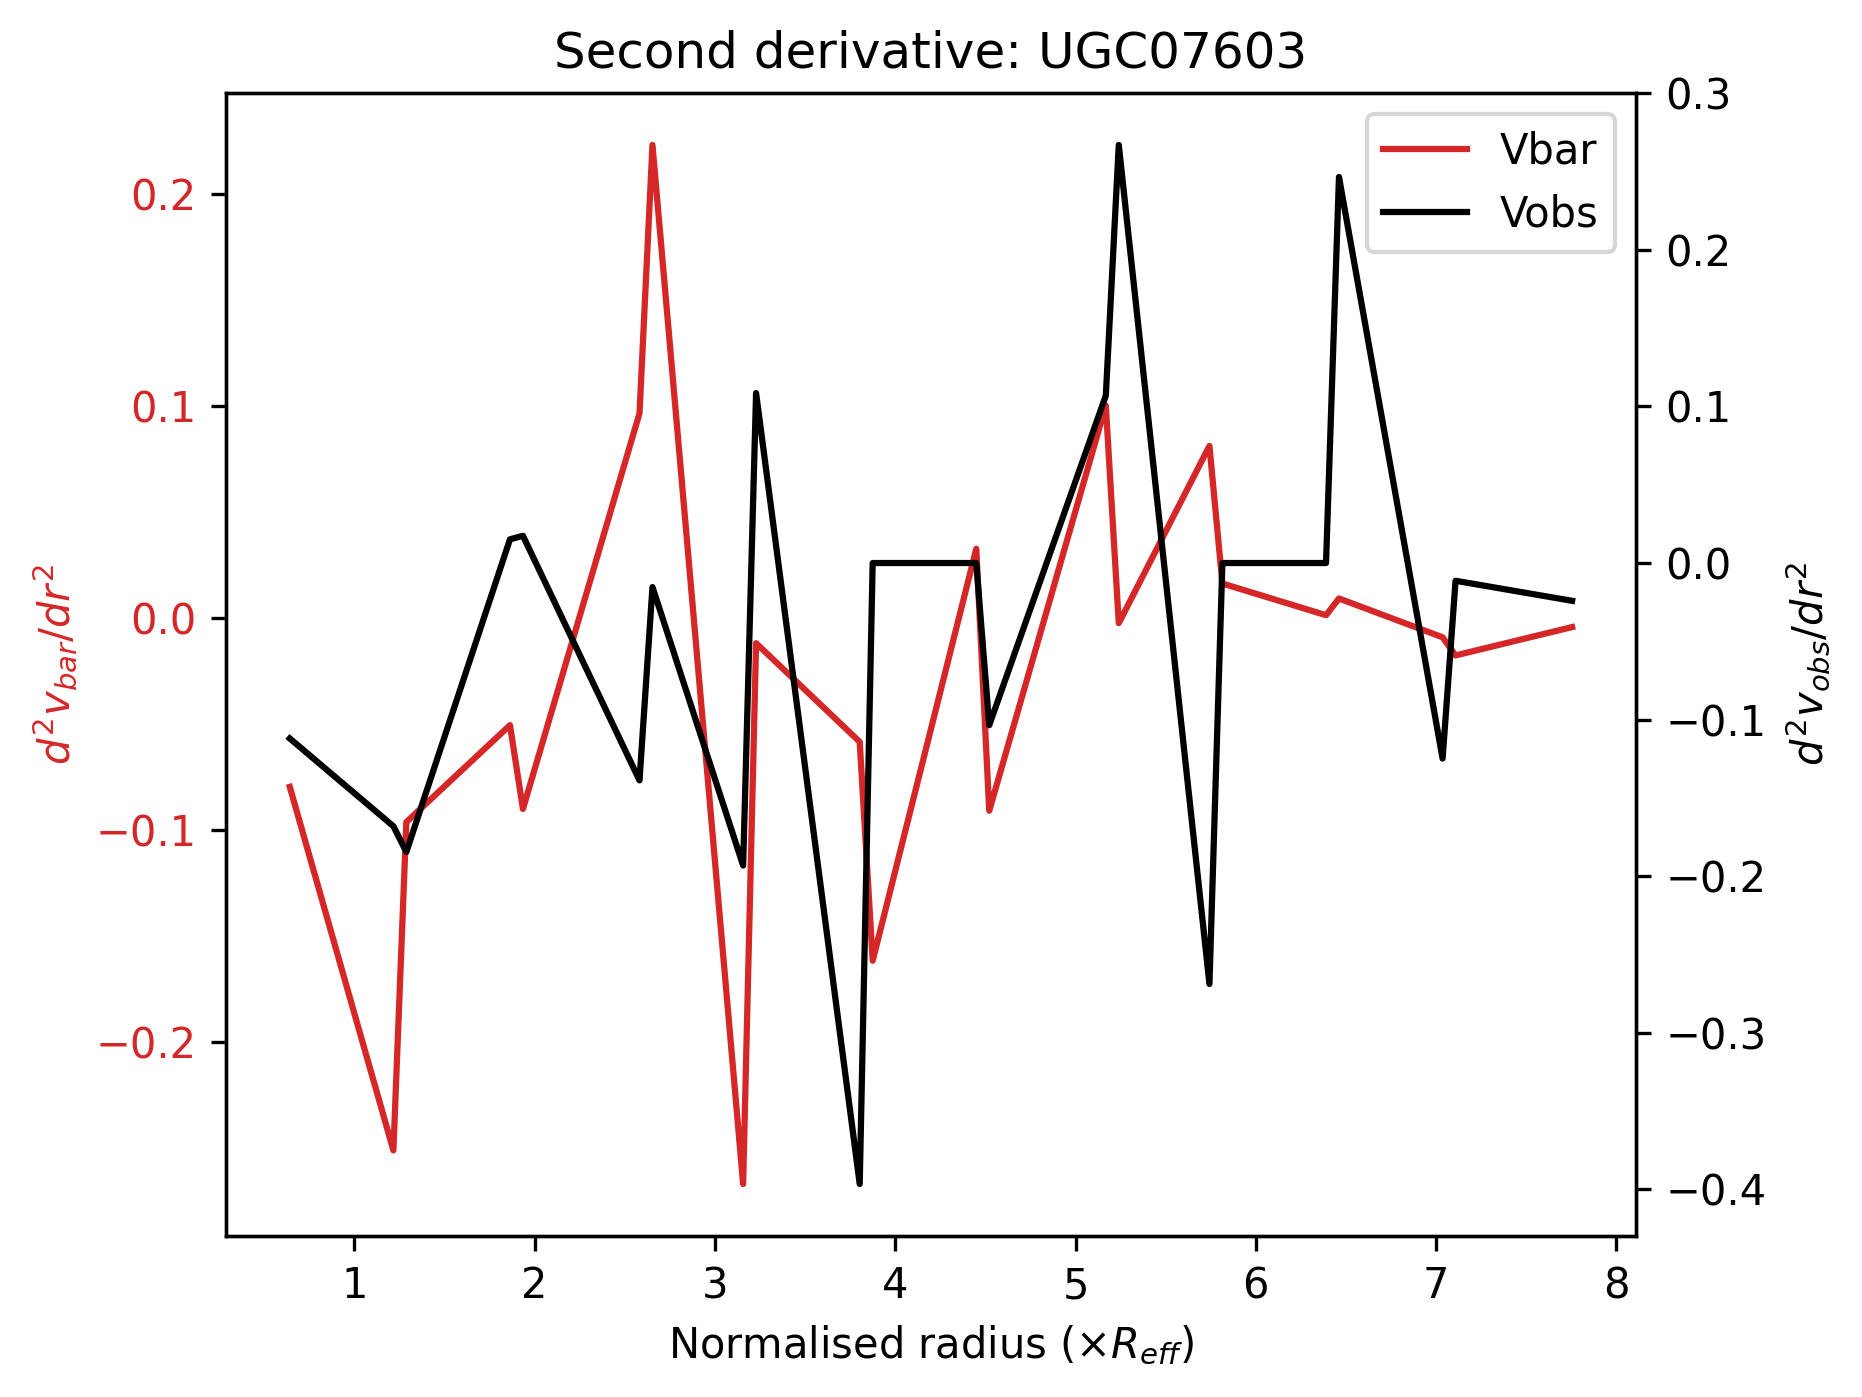 Second derivative: UGC07603
Vbar
Vobs
0.2
0.1
0.0
−0.1
−0.2
0.3
0.2
0.1
0.0
−0.1
−0.2
−0.3
−0.4
d²v_bar/dr²
d²v_obs/dr²
1 2 3 4 5 6 7 8
Normalised radius (×R_eff)